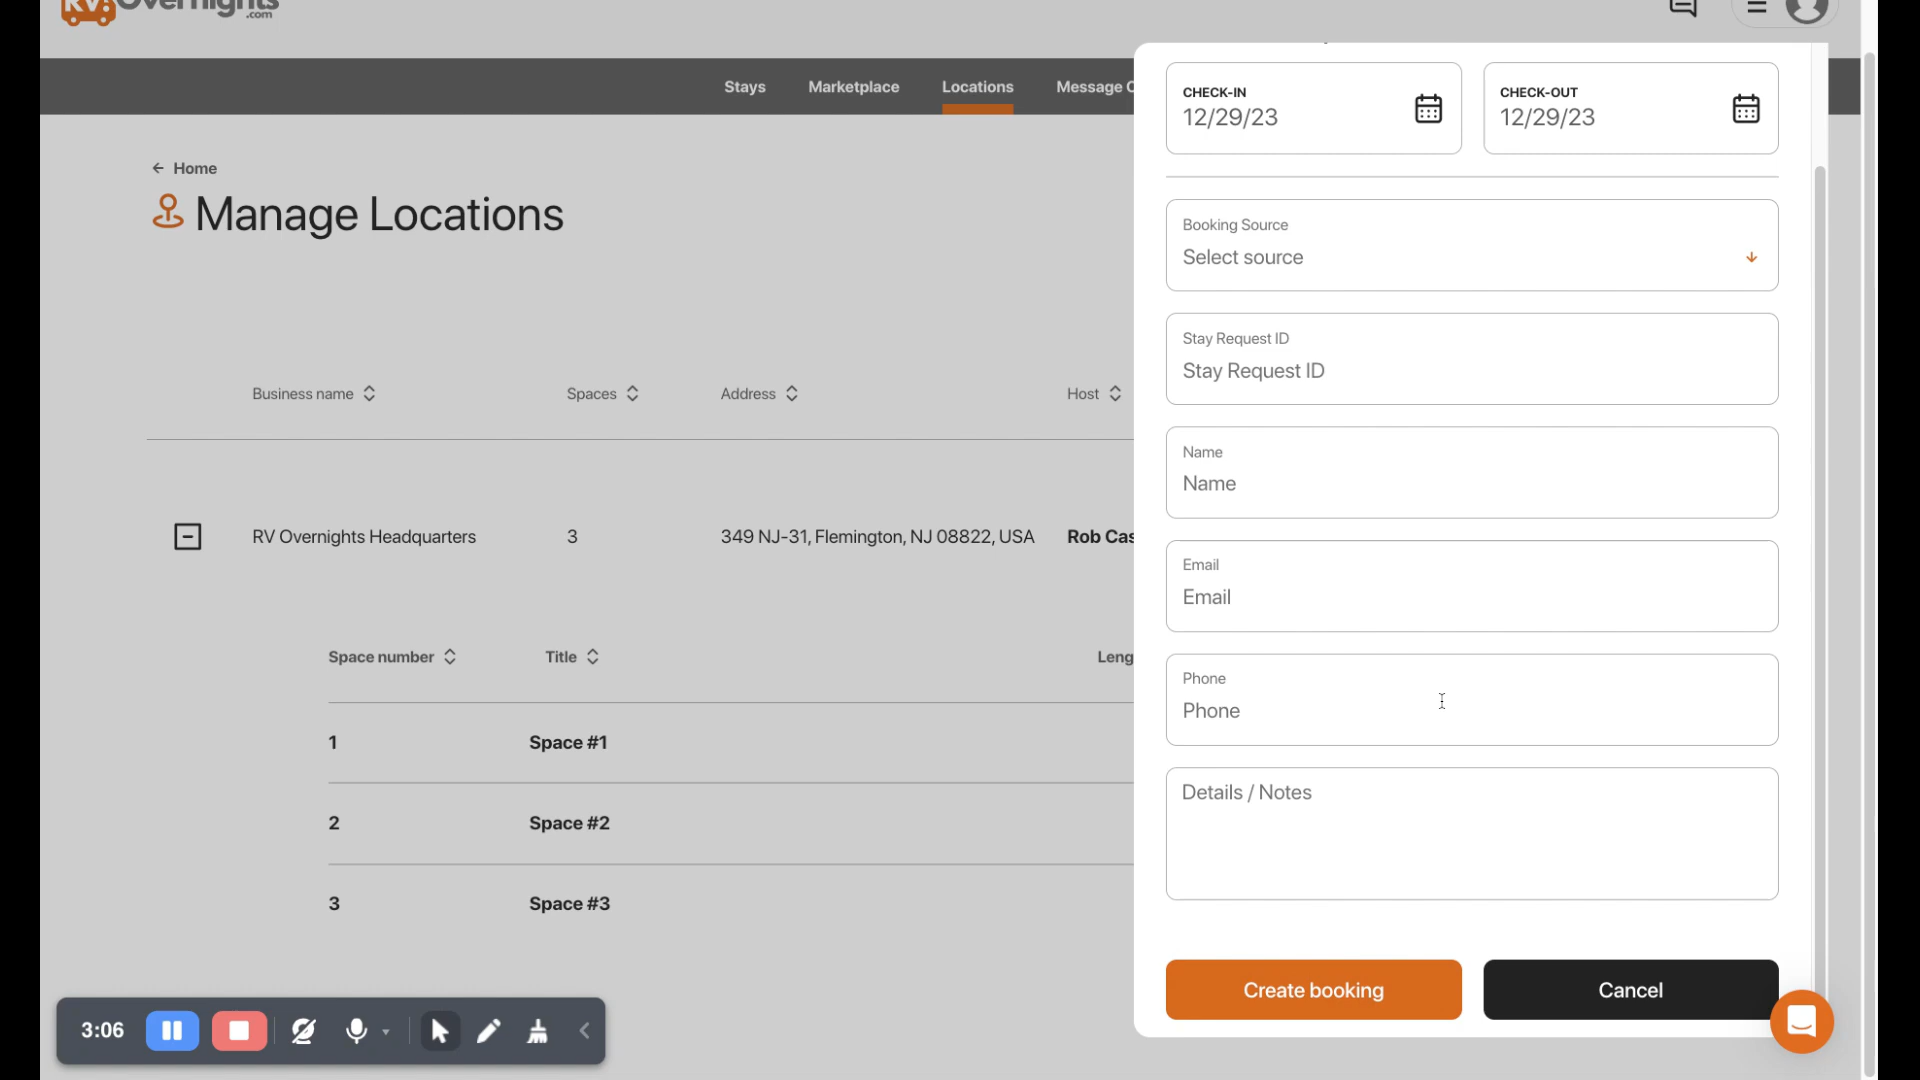 RV Overnights
.com
Stays Marketplace Locations Message C
Home
Manage Locations
Business name Spaces Address Host
RV Overnights Headquarters 3 349 NJ-31, Flemington, NJ 08822, USA Rob Cas
Space number Title Leng
1 Space #1
2 Space #2
3 Space #3
CHECK-IN
12/29/23
CHECK-OUT
12/29/23
Booking Source
Select source
Stay Request ID
Stay Request ID
Name
Name
Email
Email
Phone
Phone
Details / Notes
Create booking
Cancel
3:06